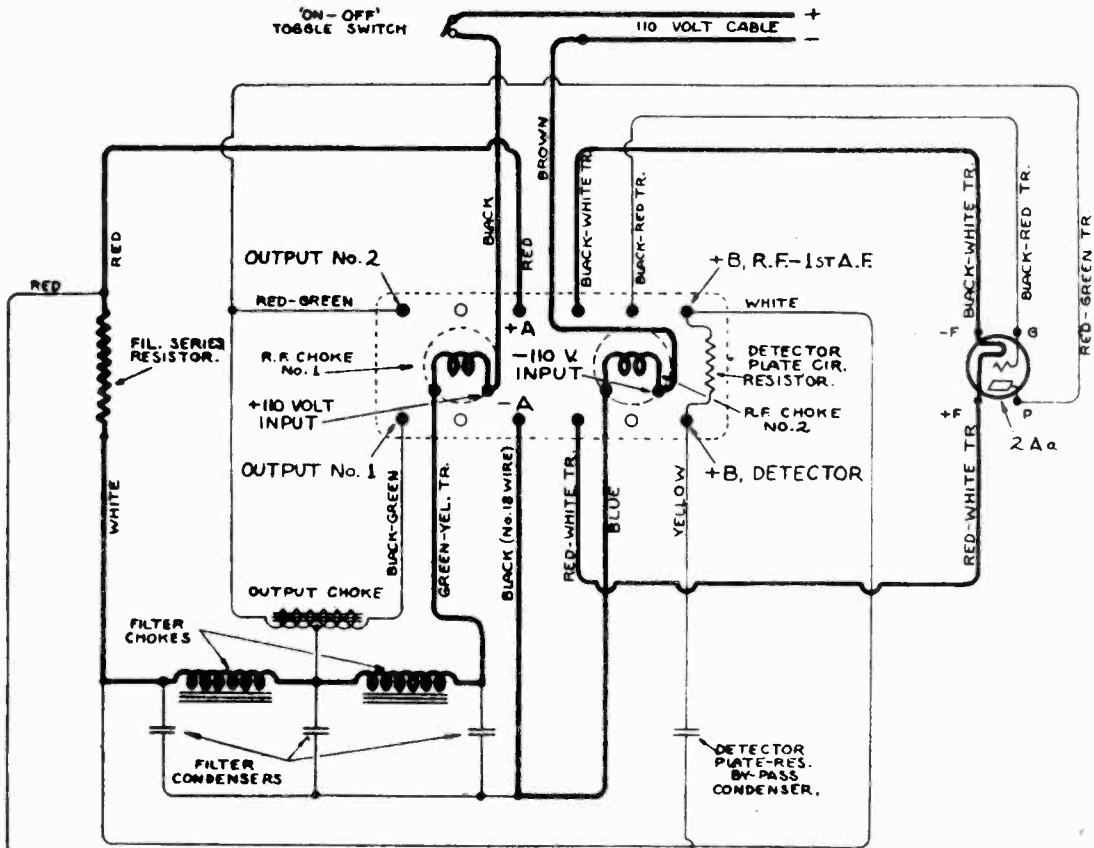 'ON-OFF'
TOGGLE SWITCH
+
110 VOLT CABLE
-
BROWN
BLACK
RED
RED
BLACK-WHITE TR.
BLACK-RED TR.
BLACK-WHITE TR.
BLACK-RED TR.
RED-GREEN TR
OUTPUT No. 2
+B, R.F.-1ST A.F.
RED
RED-GREEN
WHITE
+A
FIL. SERIES
RESISTOR.
R.F. CHOKE
No. 1
-110 V.
INPUT
DETECTOR
PLATE CIR.
RESISTOR.
-F
G
+110 VOLT
INPUT
-A
R.F. CHOKE
NO. 2
+F
P
2 Aa
OUTPUT No. 1
+B, DETECTOR
WHITE
BLACK-GREEN
GREEN-YEL. TR.
BLACK (No. 18 WIRE)
RED-WHITE TR.
BLUE
YELLOW
RED-WHITE TR
OUTPUT CHOKE
FILTER
CHOKES
FILTER
CONDENSERS
DETECTOR
PLATE-RES.
BY-PASS
CONDENSER,